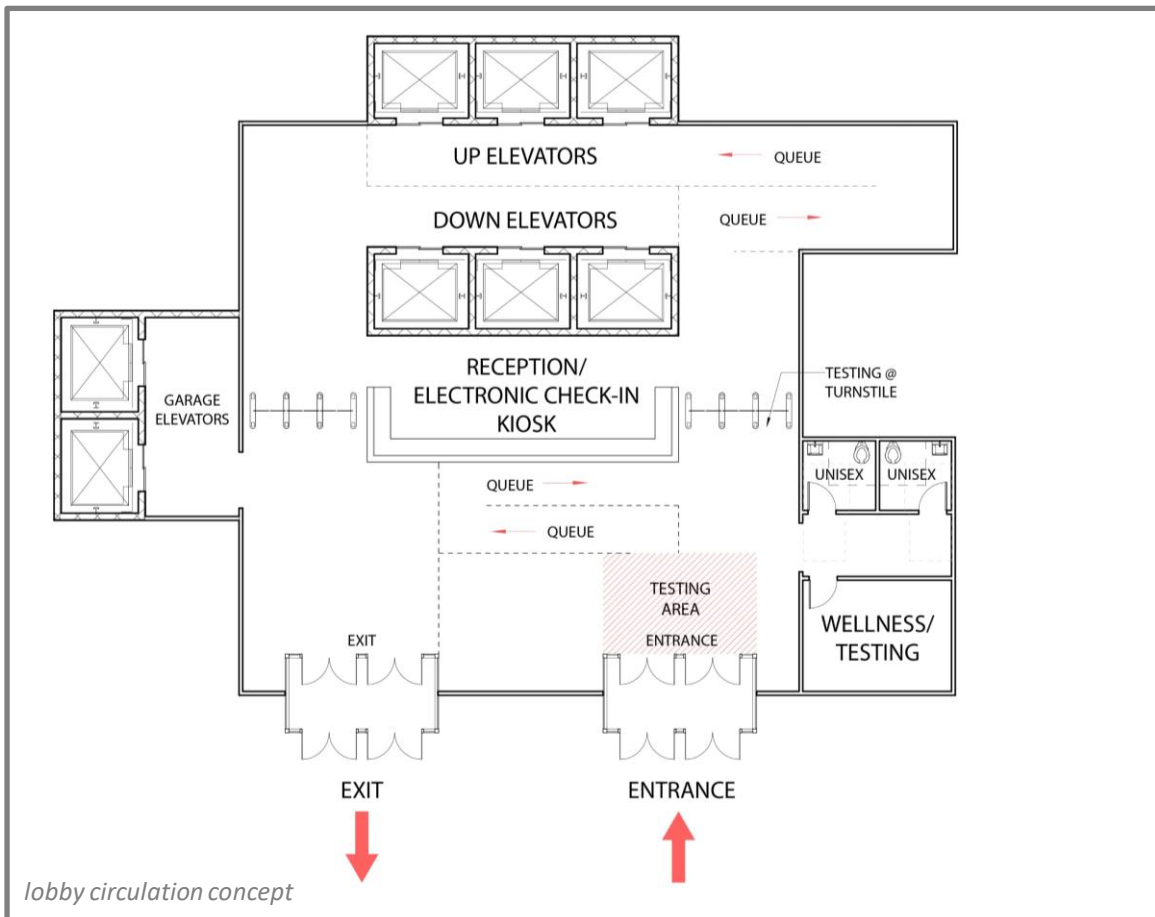 UP ELEVATORS
QUEUE
DOWN ELEVATORS
QUEUE
RECEPTION/
ELECTRONIC CHECK-IN
KIOSK
TESTING @
TURNSTILE
GARAGE
ELEVATORS
UNISEX
UNISEX
QUEUE
QUEUE
TESTING
AREA
WELLNESS/
TESTING
EXIT
ENTRANCE
EXIT
ENTRANCE
lobby circulation concept